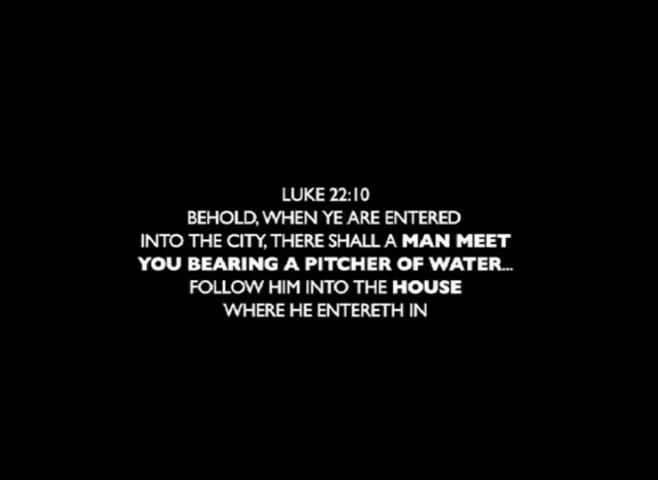 LUKE 22:10
BEHOLD, WHEN YE ARE ENTERED
INTO THE CITY, THERE SHALL A MAN MEET
YOU BEARING A PITCHER OF WATER...
FOLLOW HIM INTO THE HOUSE
WHERE HE ENTERETH IN